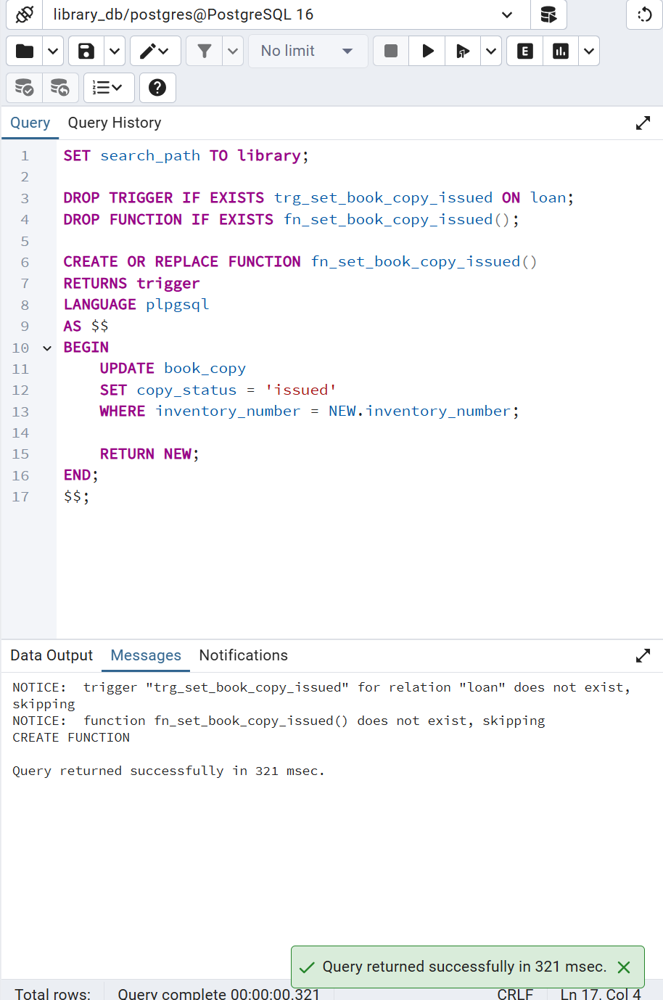 library_db/postgres@PostgreSQL 16
No limit
E
Query Query History
1 SET search_path TO library;
2
3 DROP TRIGGER IF EXISTS trg_set_book_copy_issued ON loan;
4 DROP FUNCTION IF EXISTS fn_set_book_copy_issued();
5
6 CREATE OR REPLACE FUNCTION fn_set_book_copy_issued()
7 RETURNS trigger
8 LANGUAGE plpgsql
9 AS $$
10 BEGIN
11     UPDATE book_copy
12     SET copy_status = 'issued'
13     WHERE inventory_number = NEW.inventory_number;
14
15     RETURN NEW;
16 END;
17 $$;
Data Output Messages Notifications
NOTICE:  trigger "trg_set_book_copy_issued" for relation "loan" does not exist,
skipping
NOTICE:  function fn_set_book_copy_issued() does not exist, skipping
CREATE FUNCTION
Query returned successfully in 321 msec.
Query returned successfully in 321 msec.
Total rows: Query complete 00:00:00.321 CRLF Ln 17, Col 4